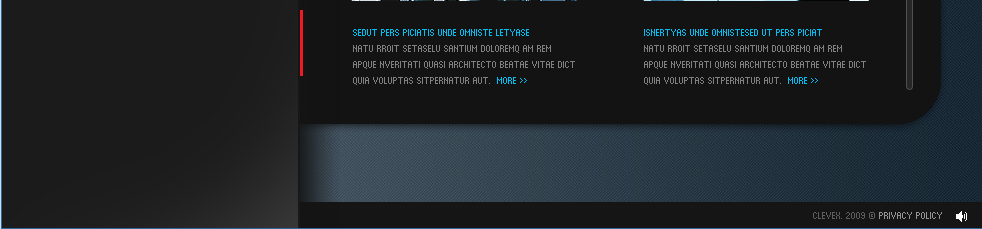 SEDUT PERS PICIATIS UNDE OMNISTE LETYASE
NATU RROIT SETASELU SANTIUM DOLOREMQ AM REM
APQUE NVERITATI QUASI ARCHITECTO BEATAE VITAE DICT
QUIA VOLUPTAS SITPERNATUR AUT. MORE >>
ISNERTYAS UNDE OMNISTESED UT PERS PICIAT
NATU RROIT SETASELU SANTIUM DOLOREMQ AM REM
APQUE NVERITATI QUASI ARCHITECTO BEATAE VITAE DICT
QUIA VOLUPTAS SITPERNATUR AUT. MORE >>
CLEVEX. 2009 © PRIVACY POLICY